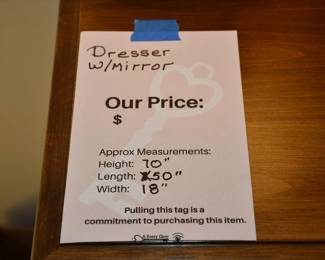 Dresser
W/Mirror
Our Price:
$
Approx Measurements:
Height: 70"
Length: 50"
Width: 18"
Pulling this tag is a
commitment to purchasing this item.